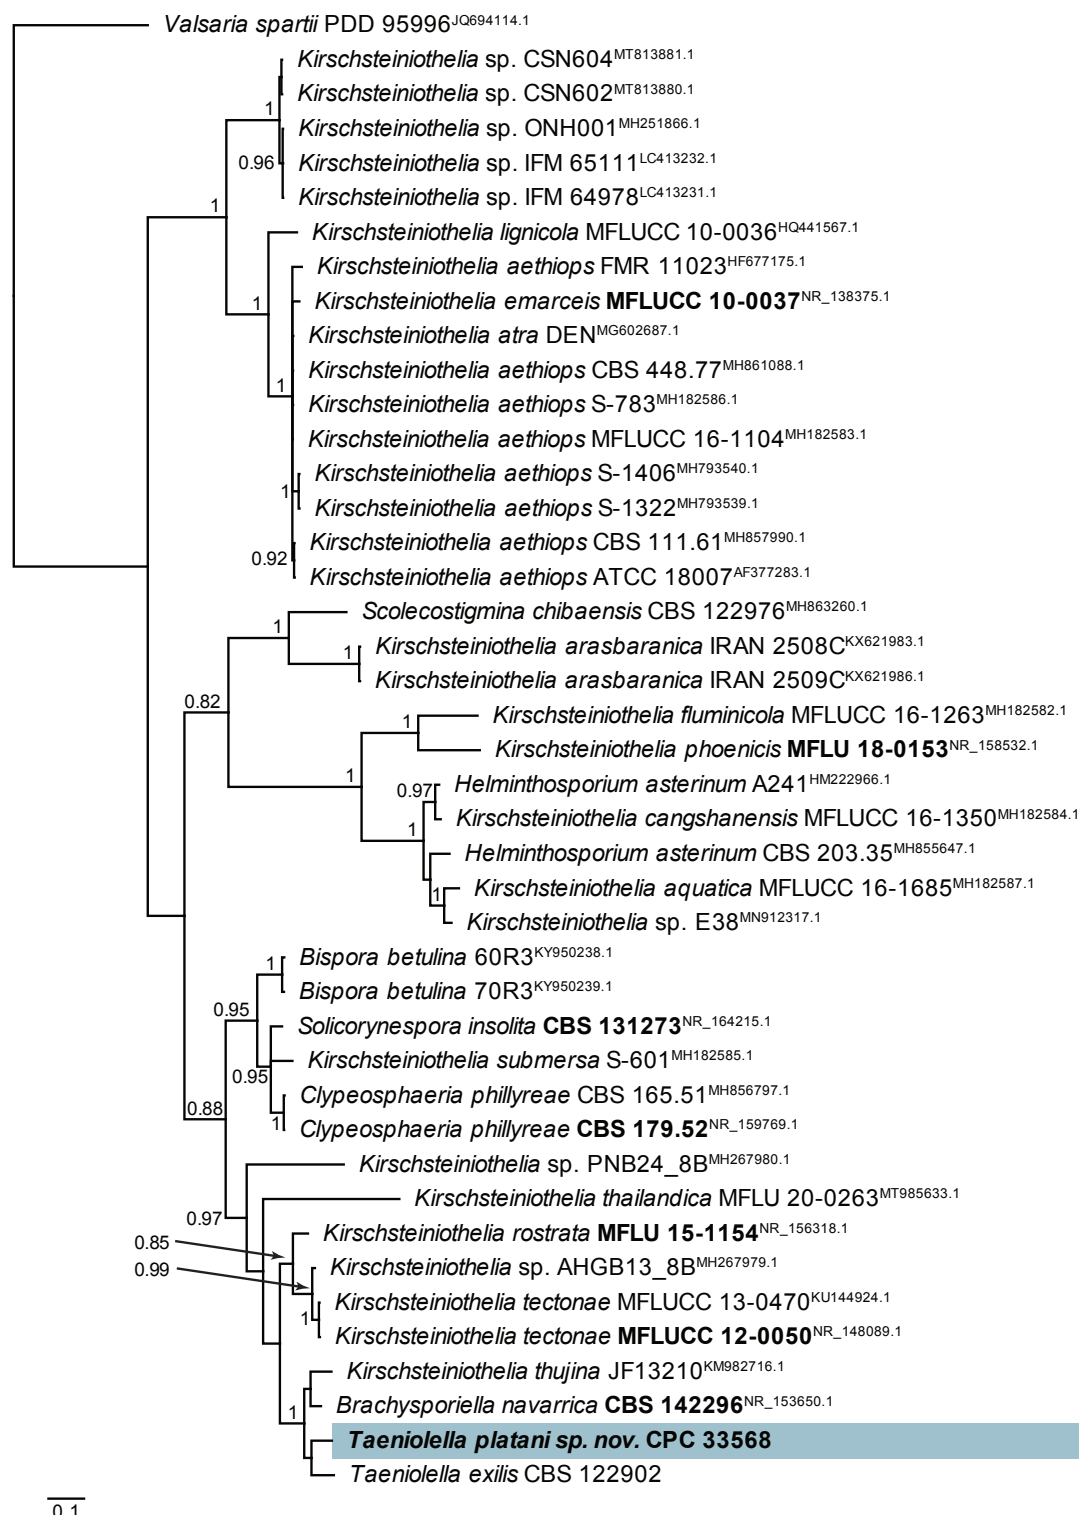 Valsaria spartii PDD 95996JQ694114.1
Kirschsteiniothelia sp. CSN604MT813881.1
Kirschsteiniothelia sp. CSN602MT813880.1
1
Kirschsteiniothelia sp. ONH001MH251866.1
0.96
Kirschsteiniothelia sp. IFM 65111LC413232.1
Kirschsteiniothelia sp. IFM 64978LC413231.1
1
Kirschsteiniothelia lignicola MFLUCC 10-0036HQ441567.1
Kirschsteiniothelia aethiops FMR 11023HF677175.1
1
Kirschsteiniothelia emarceis MFLUCC 10-0037NR_138375.1
Kirschsteiniothelia atra DENMG602687.1
Kirschsteiniothelia aethiops CBS 448.77MH861088.1
1
Kirschsteiniothelia aethiops S-783MH182586.1
Kirschsteiniothelia aethiops MFLUCC 16-1104MH182583.1
Kirschsteiniothelia aethiops S-1406MH793540.1
1
Kirschsteiniothelia aethiops S-1322MH793539.1
Kirschsteiniothelia aethiops CBS 111.61MH857990.1
0.92
Kirschsteiniothelia aethiops ATCC 18007AF377283.1
Scolecostigmina chibaensis CBS 122976MH863260.1
1
Kirschsteiniothelia arasbaranica IRAN 2508CKX621983.1
1
Kirschsteiniothelia arasbaranica IRAN 2509CKX621986.1
0.82
Kirschsteiniothelia fluminicola MFLUCC 16-1263MH182582.1
1
Kirschsteiniothelia phoenicis MFLU 18-0153NR_158532.1
1
Helminthosporium asterinum A241HM222966.1
0.97
Kirschsteiniothelia cangshanensis MFLUCC 16-1350MH182584.1
1
Helminthosporium asterinum CBS 203.35MH855647.1
Kirschsteiniothelia aquatica MFLUCC 16-1685MH182587.1
1
Kirschsteiniothelia sp. E38MN912317.1
Bispora betulina 60R3KY950238.1
1
Bispora betulina 70R3KY950239.1
0.95
Solicorynespora insolita CBS 131273NR_164215.1
Kirschsteiniothelia submersa S-601MH182585.1
0.95
Clypeosphaeria phillyreae CBS 165.51MH856797.1
0.88
1
Clypeosphaeria phillyreae CBS 179.52NR_159769.1
Kirschsteiniothelia sp. PNB24_8BMH267980.1
Kirschsteiniothelia thailandica MFLU 20-0263MT985633.1
0.97
Kirschsteiniothelia rostrata MFLU 15-1154NR_156318.1
0.85
Kirschsteiniothelia sp. AHGB13_8BMH267979.1
0.99
Kirschsteiniothelia tectonae MFLUCC 13-0470KU144924.1
1
Kirschsteiniothelia tectonae MFLUCC 12-0050NR_148089.1
Kirschsteiniothelia thujina JF13210KM982716.1
1
Brachysporiella navarrica CBS 142296NR_153650.1
Taeniolella platani sp. nov. CPC 33568
Taeniolella exilis CBS 122902
0.1